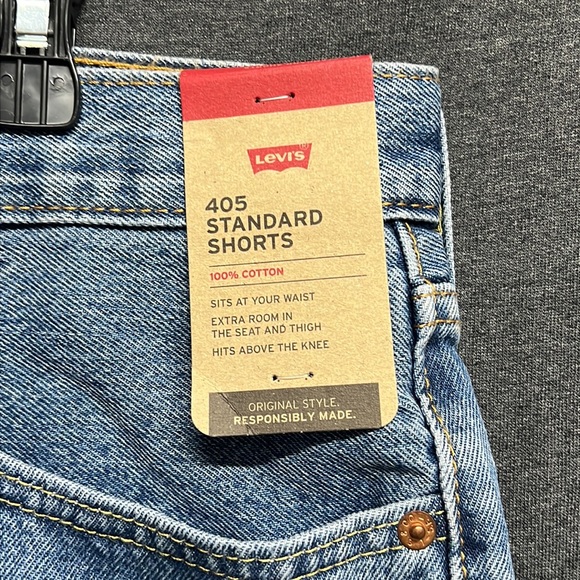 Levi's
405
STANDARD
SHORTS
100% COTTON
SITS AT YOUR WAIST
EXTRA ROOM IN
THE SEAT AND THIGH
HITS ABOVE THE KNEE
ORIGINAL STYLE.
RESPONSIBLY MADE.